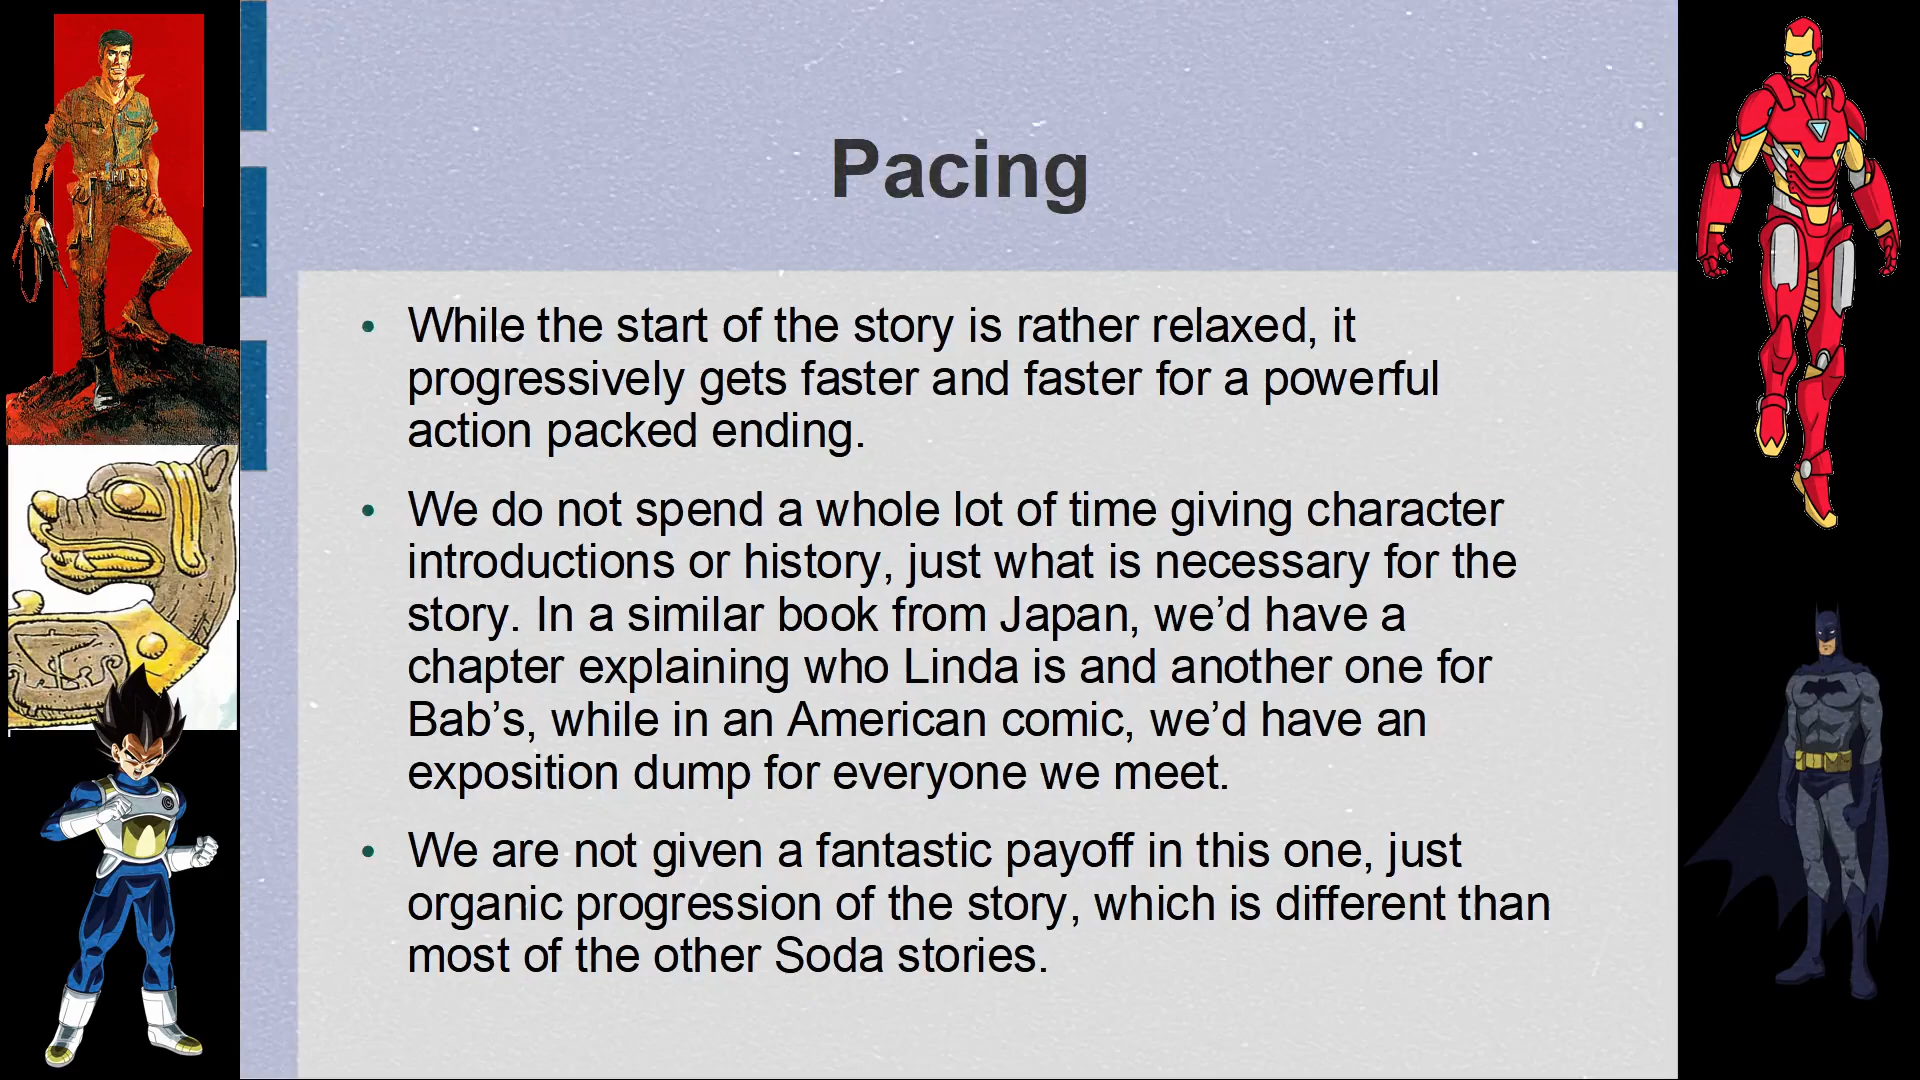 Pacing
• While the start of the story is rather relaxed, it
progressively gets faster and faster for a powerful
action packed ending.
• We do not spend a whole lot of time giving character
introductions or history, just what is necessary for the
story. In a similar book from Japan, we’d have a
chapter explaining who Linda is and another one for
Bab’s, while in an American comic, we’d have an
exposition dump for everyone we meet.
• We are not given a fantastic payoff in this one, just
organic progression of the story, which is different than
most of the other Soda stories.